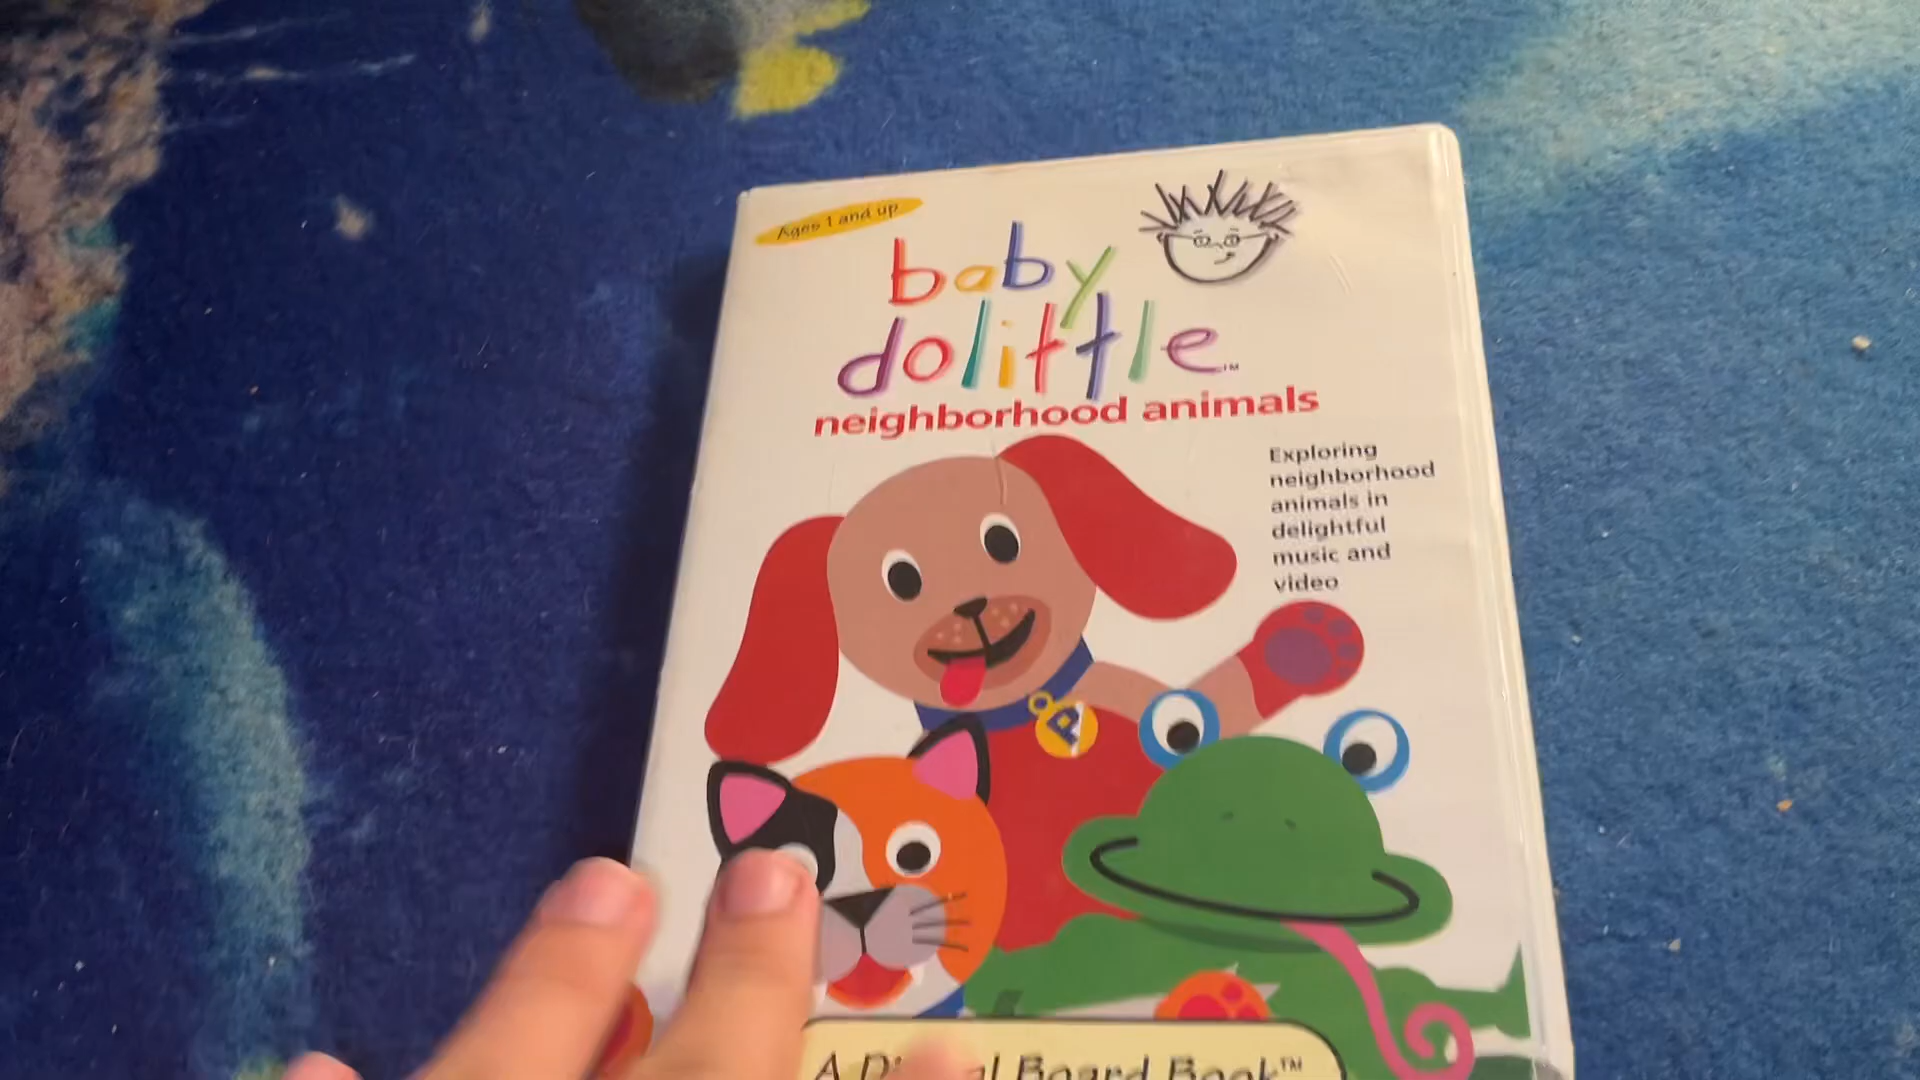 Ages 1 and up
baby
dolittle™
neighborhood animals
Exploring
neighborhood
animals in
delightful
music and
video
P
A Board Book™